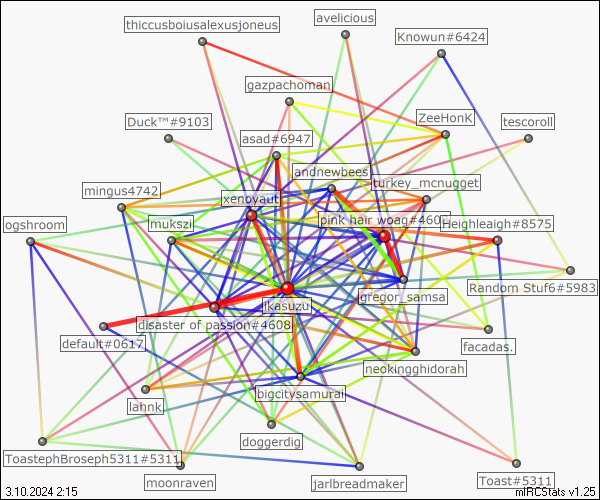 avelicious
thiccusboiusalexusjoneus
Knowun#6424
gazpachoman
ZeeHonK
Duck™#9103
tescoroll
asad#6947
andnewbees
turkey_mcnugget
mingus4742
xenoyaut
ogshroom
mukszi
pink hair woag#460
Heighleaigh#8575
Random Stuf6#5983
ikasuzu
gregor_samsa
disaster of passion#4608
default#0617
facadas.
neokingghidorah
lahnk.
bigcitysamurai
doggerdig
ToastephBroseph5311#5311
moonraven
jarlbreadmaker
Toast#5311
3.10.2024 2:15
mIRCStats v1.25